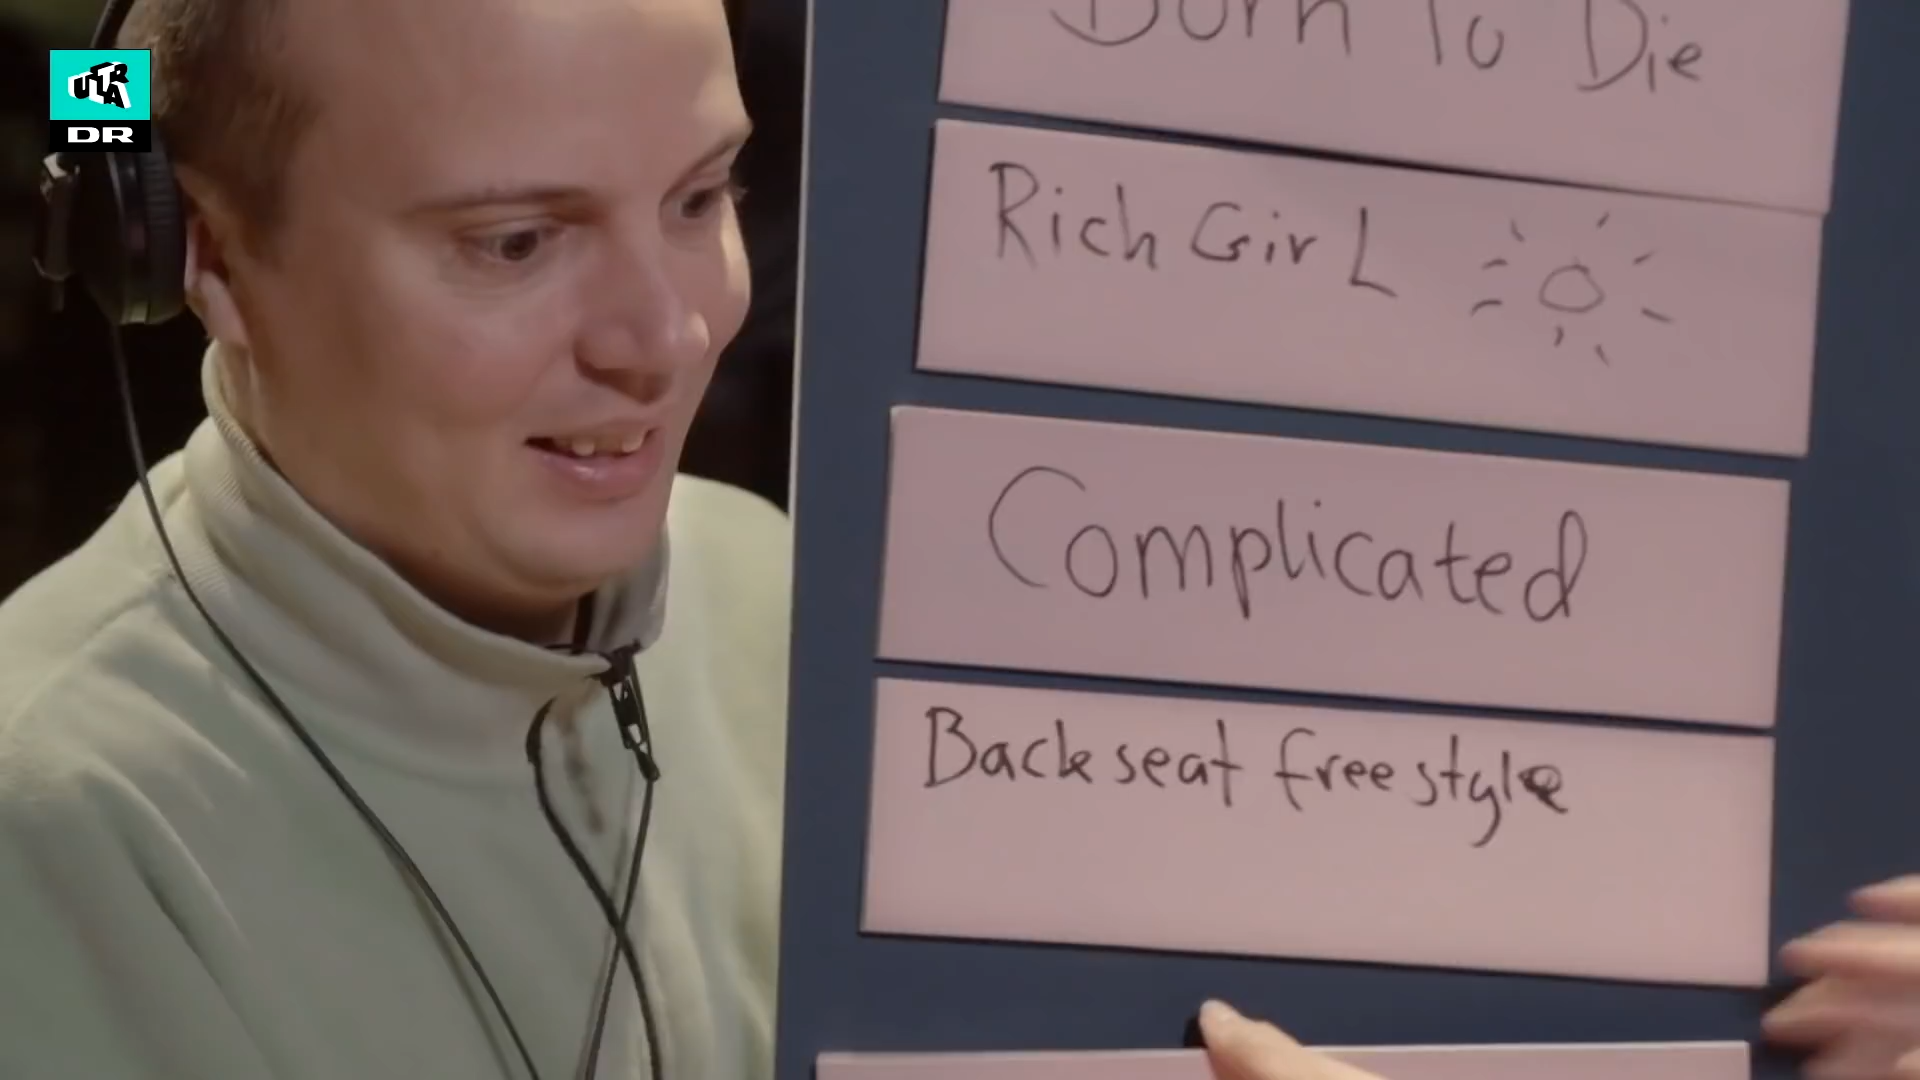 ULTRA
DR
Born To Die
Rich GirL
Complicated
Backseat freestyle